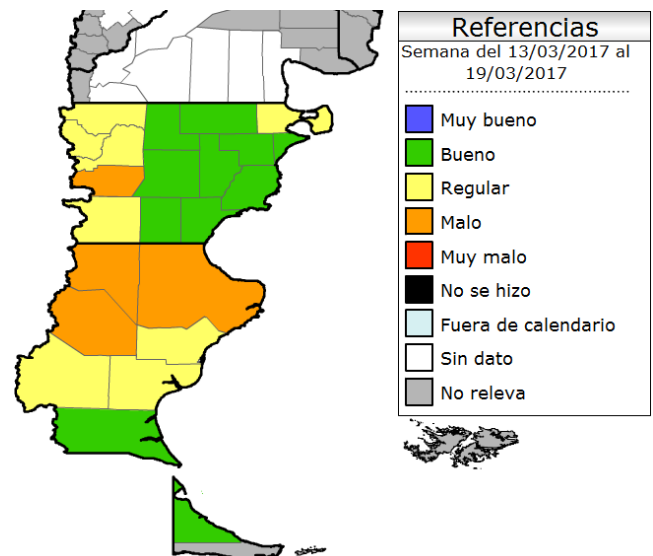 Referencias
Semana del 13/03/2017 al
19/03/2017
Muy bueno
Bueno
Regular
Malo
Muy malo
No se hizo
Fuera de calendario
Sin dato
No releva